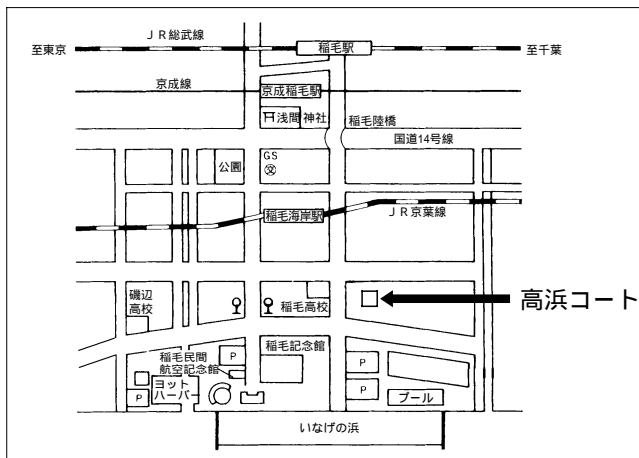 ＪＲ総武線
至東京
稲毛駅
至千葉
京成線
京成稲毛駅
浅間神社
稲毛陸橋
国道14号線
公園
GS
文
稲毛海岸駅
ＪＲ京葉線
磯辺
高校
稲毛高校
高浜コート
稲毛民間
航空記念館
P
稲毛記念館
P
ヨット
ハーバー
P
P
プール
いなげの浜